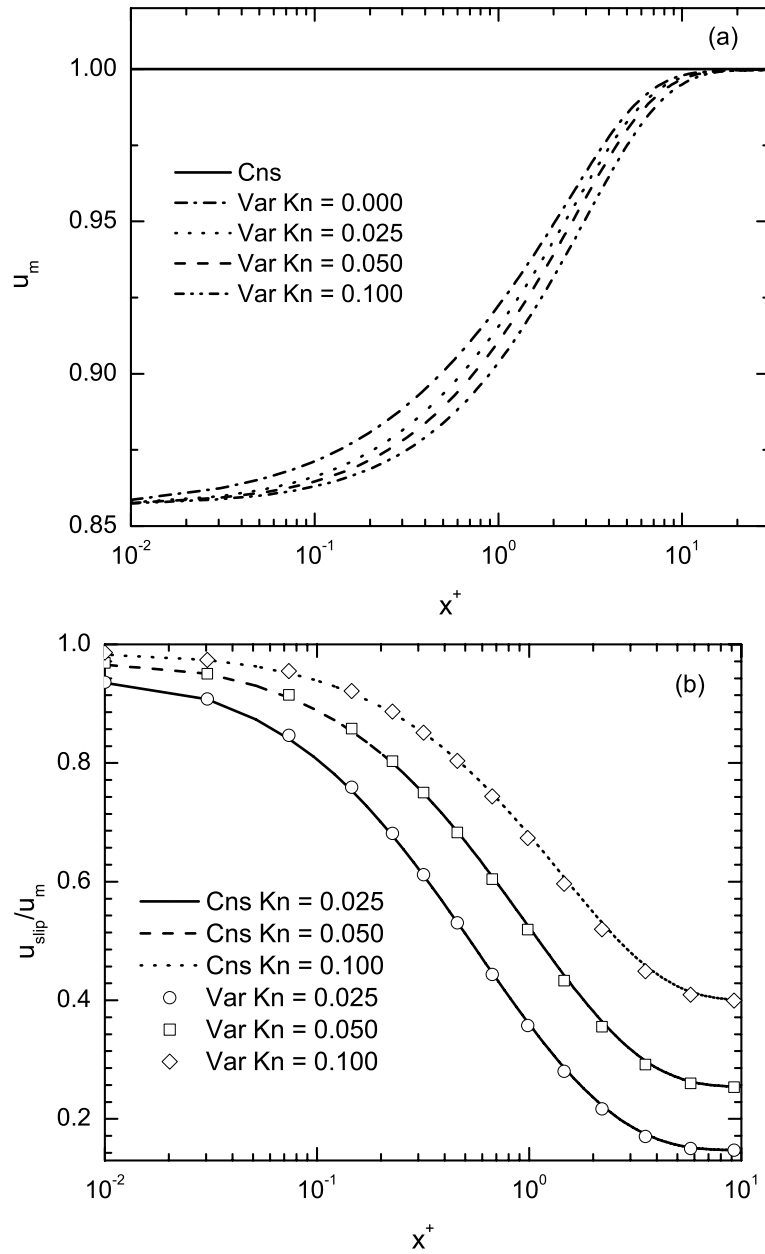 (a)
1.00
Cns
Var Kn = 0.000
Var Kn = 0.025
Var Kn = 0.050
Var Kn = 0.100
0.95
0.90
0.85
u_m
10^-2
10^-1
10^0
10^1
x^+
1.0
(b)
0.8
0.6
0.4
0.2
u_slip/u_m
Cns Kn = 0.025
Cns Kn = 0.050
Cns Kn = 0.100
Var Kn = 0.025
Var Kn = 0.050
Var Kn = 0.100
10^-2
10^-1
10^0
10^1
x^+